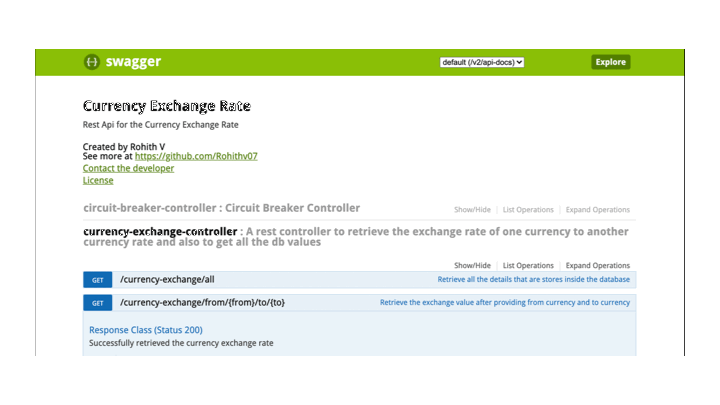 swagger
default (/v2/api-docs)
Explore
Currency Exchange Rate
Rest Api for the Currency Exchange Rate
Created by Rohith V
See more at https://github.com/Rohithv07
Contact the developer
License
circuit-breaker-controller : Circuit Breaker Controller
Show/Hide
List Operations
Expand Operations
currency-exchange-controller : A rest controller to retrieve the exchange rate of one currency to another
currency rate and also to get all the db values
Show/Hide
List Operations
Expand Operations
GET
/currency-exchange/all
Retrieve all the details that are stores inside the database
GET
/currency-exchange/from/{from}/to/{to}
Retrieve the exchange value after providing from currency and to currency
Response Class (Status 200)
Successfully retrieved the currency exchange rate